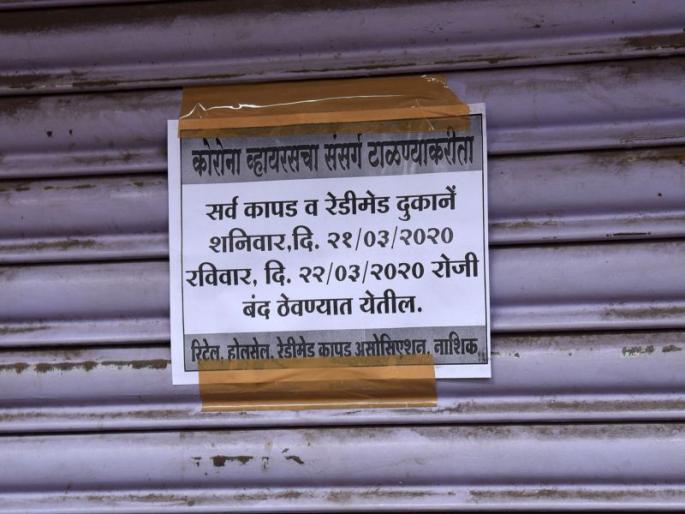 कोरोना व्हायरसचा संसर्ग टाळण्याकरीता
सर्व कापड व रेडीमेड दुकानें
शनिवार,दि. २१/०३/२०२०
रविवार, दि. २२/०३/२०२० रोजी
बंद ठेवण्यात येतील.
रिटेल, होलसेल, रेडीमेड कापड असोसिएशन, नाशिक